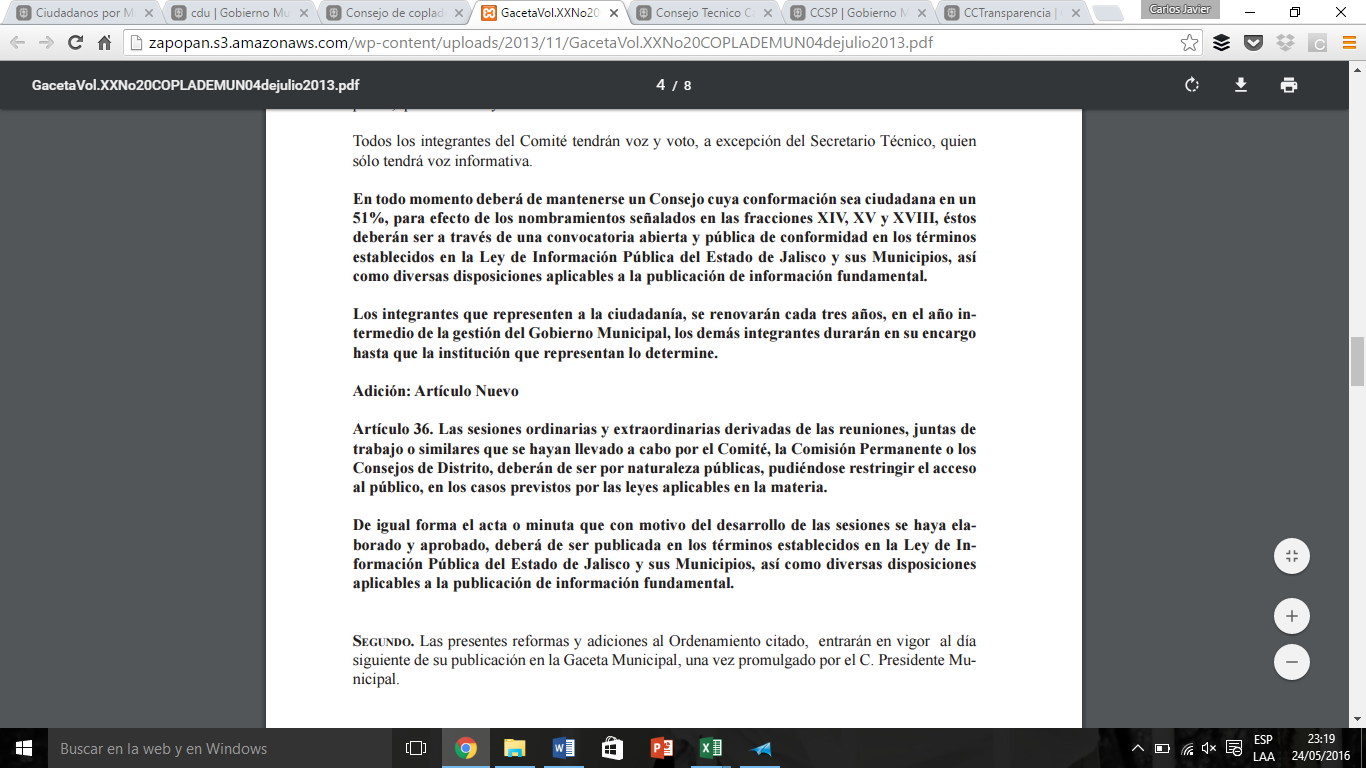 Ciudadanos por M
cdu | Gobierno Mu
Consejo de coplad
GacetaVol.XXNo20
Consejo Tecnico C
CCSP | Gobierno M
CCTransparencia |
Carlos Javier
zapopan.s3.amazonaws.com/wp-content/uploads/2013/11/GacetaVol.XXNo20COPLADEMUN04dejulio2013.pdf
GacetaVol.XXNo20COPLADEMUN04dejulio2013.pdf
4 / 8
Todos los integrantes del Comité tendrán voz y voto, a excepción del Secretario Técnico, quien
sólo tendrá voz informativa.
En todo momento deberá de mantenerse un Consejo cuya conformación sea ciudadana en un
51%, para efecto de los nombramientos señalados en las fracciones XIV, XV y XVIII, éstos
deberán ser a través de una convocatoria abierta y pública de conformidad en los términos
establecidos en la Ley de Información Pública del Estado de Jalisco y sus Municipios, así
como diversas disposiciones aplicables a la publicación de información fundamental.
Los integrantes que representen a la ciudadanía, se renovarán cada tres años, en el año in-
termedio de la gestión del Gobierno Municipal, los demás integrantes durarán en su encargo
hasta que la institución que representan lo determine.
Adición: Artículo Nuevo
Artículo 36. Las sesiones ordinarias y extraordinarias derivadas de las reuniones, juntas de
trabajo o similares que se hayan llevado a cabo por el Comité, la Comisión Permanente o los
Consejos de Distrito, deberán de ser por naturaleza públicas, pudiéndose restringir el acceso
al público, en los casos previstos por las leyes aplicables en la materia.
De igual forma el acta o minuta que con motivo del desarrollo de las sesiones se haya ela-
borado y aprobado, deberá de ser publicada en los términos establecidos en la Ley de In-
formación Pública del Estado de Jalisco y sus Municipios, así como diversas disposiciones
aplicables a la publicación de información fundamental.
SEGUNDO. Las presentes reformas y adiciones al Ordenamiento citado, entrarán en vigor al día
siguiente de su publicación en la Gaceta Municipal, una vez promulgado por el C. Presidente Mu-
nicipal.
Buscar en la web y en Windows
ESP
LAA
23:19
24/05/2016